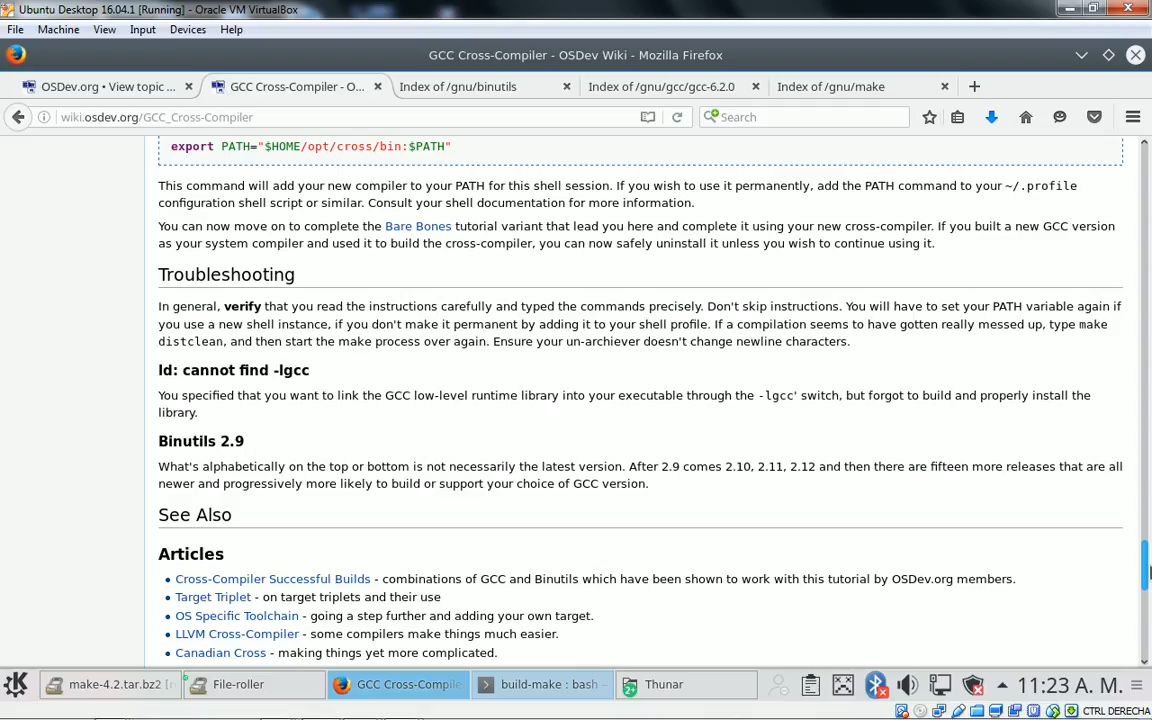 Ubuntu Desktop 16.04.1 [Running] - Oracle VM VirtualBox
File Machine View Input Devices Help
GCC Cross-Compiler - OSDev Wiki - Mozilla Firefox
OSDev.org • View topic ... GCC Cross-Compiler - O... Index of /gnu/binutils Index of /gnu/gcc/gcc-6.2.0 Index of /gnu/make
wiki.osdev.org/GCC_Cross-Compiler Search
export PATH="$HOME/opt/cross/bin:$PATH"
This command will add your new compiler to your PATH for this shell session. If you wish to use it permanently, add the PATH command to your ~/.profile
configuration shell script or similar. Consult your shell documentation for more information.
You can now move on to complete the Bare Bones tutorial variant that lead you here and complete it using your new cross-compiler. If you built a new GCC version
as your system compiler and used it to build the cross-compiler, you can now safely uninstall it unless you wish to continue using it.
Troubleshooting
In general, verify that you read the instructions carefully and typed the commands precisely. Don't skip instructions. You will have to set your PATH variable again if
you use a new shell instance, if you don't make it permanent by adding it to your shell profile. If a compilation seems to have gotten really messed up, type make
distclean, and then start the make process over again. Ensure your un-archiever doesn't change newline characters.
ld: cannot find -lgcc
You specified that you want to link the GCC low-level runtime library into your executable through the -lgcc' switch, but forgot to build and properly install the
library.
Binutils 2.9
What's alphabetically on the top or bottom is not necessarily the latest version. After 2.9 comes 2.10, 2.11, 2.12 and then there are fifteen more releases that are all
newer and progressively more likely to build or support your choice of GCC version.
See Also
Articles
• Cross-Compiler Successful Builds - combinations of GCC and Binutils which have been shown to work with this tutorial by OSDev.org members.
• Target Triplet - on target triplets and their use
• OS Specific Toolchain - going a step further and adding your own target.
• LLVM Cross-Compiler - some compilers make things much easier.
• Canadian Cross - making things yet more complicated.
make-4.2.tar.bz2 [r File-roller GCC Cross-Compile build-make : bash Thunar 11:23 A. M.
CTRL DERECHA